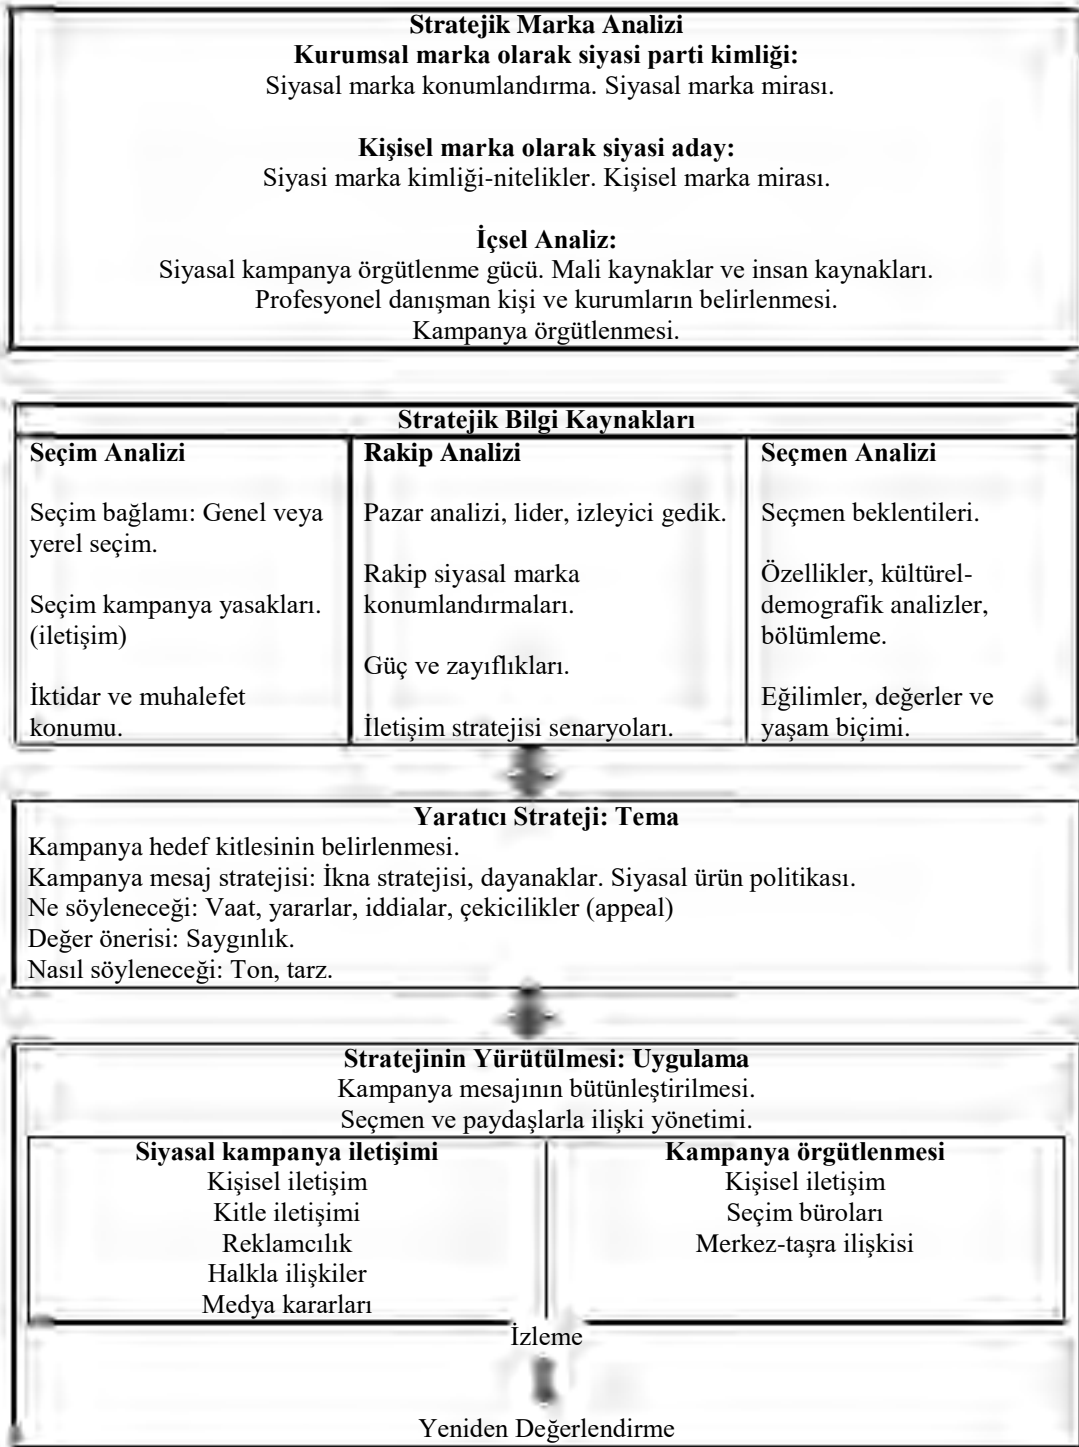 Stratejik Marka Analizi
Kurumsal marka olarak siyasi parti kimliği:
Siyasal marka konumlandırma. Siyasal marka mirası.
Kişisel marka olarak siyasi aday:
Siyasi marka kimliği-nitelikler. Kişisel marka mirası.
İçsel Analiz:
Siyasal kampanya örgütlenme gücü. Mali kaynaklar ve insan kaynakları.
Profesyonel danışman kişi ve kurumların belirlenmesi.
Kampanya örgütlenmesi.
Stratejik Bilgi Kaynakları
Seçim Analizi
Seçim bağlamı: Genel veya
yerel seçim.
Seçim kampanya yasakları.
(iletişim)
İktidar ve muhalefet
konumu.
Rakip Analizi
Pazar analizi, lider, izleyici gedik.
Rakip siyasal marka
konumlandırmaları.
Güç ve zayıflıkları.
İletişim stratejisi senaryoları.
Seçmen Analizi
Seçmen beklentileri.
Özellikler, kültürel-
demografik analizler,
bölümleme.
Eğilimler, değerler ve
yaşam biçimi.
Yaratıcı Strateji: Tema
Kampanya hedef kitlesinin belirlenmesi.
Kampanya mesaj stratejisi: İkna stratejisi, dayanaklar. Siyasal ürün politikası.
Ne söyleneceği: Vaat, yararlar, iddialar, çekicilikler (appeal)
Değer önerisi: Saygınlık.
Nasıl söyleneceği: Ton, tarz.
Stratejinin Yürütülmesi: Uygulama
Kampanya mesajının bütünleştirilmesi.
Seçmen ve paydaşlarla ilişki yönetimi.
Siyasal kampanya iletişimi
Kişisel iletişim
Kitle iletişimi
Reklamcılık
Halkla ilişkiler
Medya kararları
Kampanya örgütlenmesi
Kişisel iletişim
Seçim büroları
Merkez-taşra ilişkisi
İzleme
Yeniden Değerlendirme